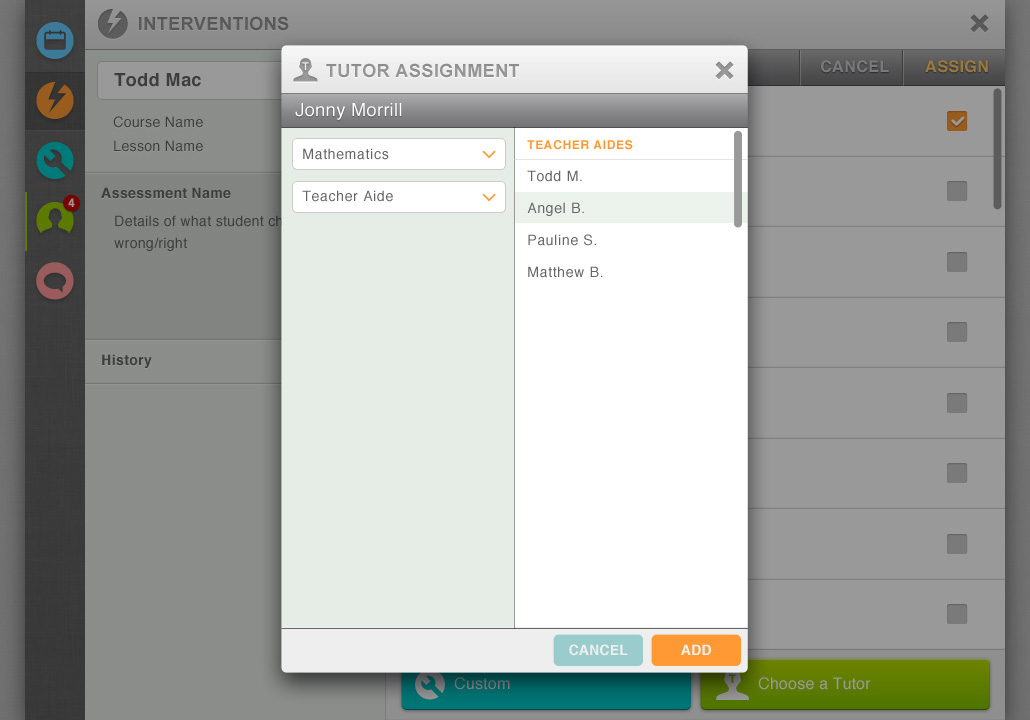 INTERVENTIONS
CANCEL
ASSIGN
Todd Mac
Course Name
Lesson Name
Assessment Name
Details of what student ch
wrong/right
History
4
T
TUTOR ASSIGNMENT
Jonny Morrill
Mathematics
Teacher Aide
TEACHER AIDES
Todd M.
Angel B.
Pauline S.
Matthew B.
CANCEL
ADD
Custom
T
Choose a Tutor